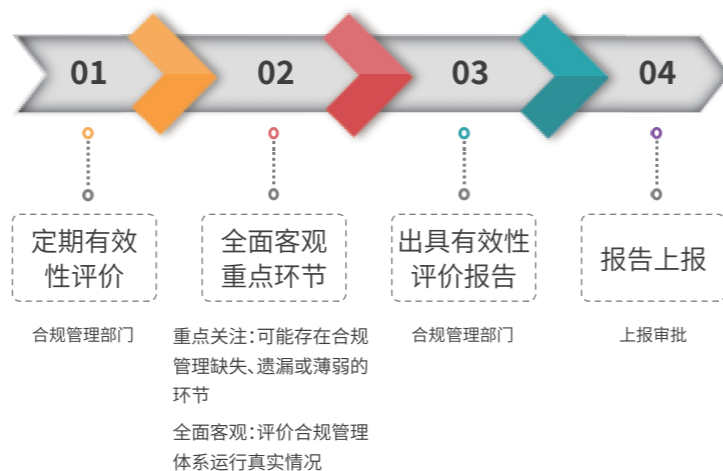 01
02
03
04
定期有效
性评价
全面客观
重点环节
出具有效性
评价报告
报告上报
合规管理部门
重点关注：可能存在合规
管理缺失、遗漏或薄弱的
环节
全面客观：评价合规管理
体系运行真实情况
合规管理部门
上报审批